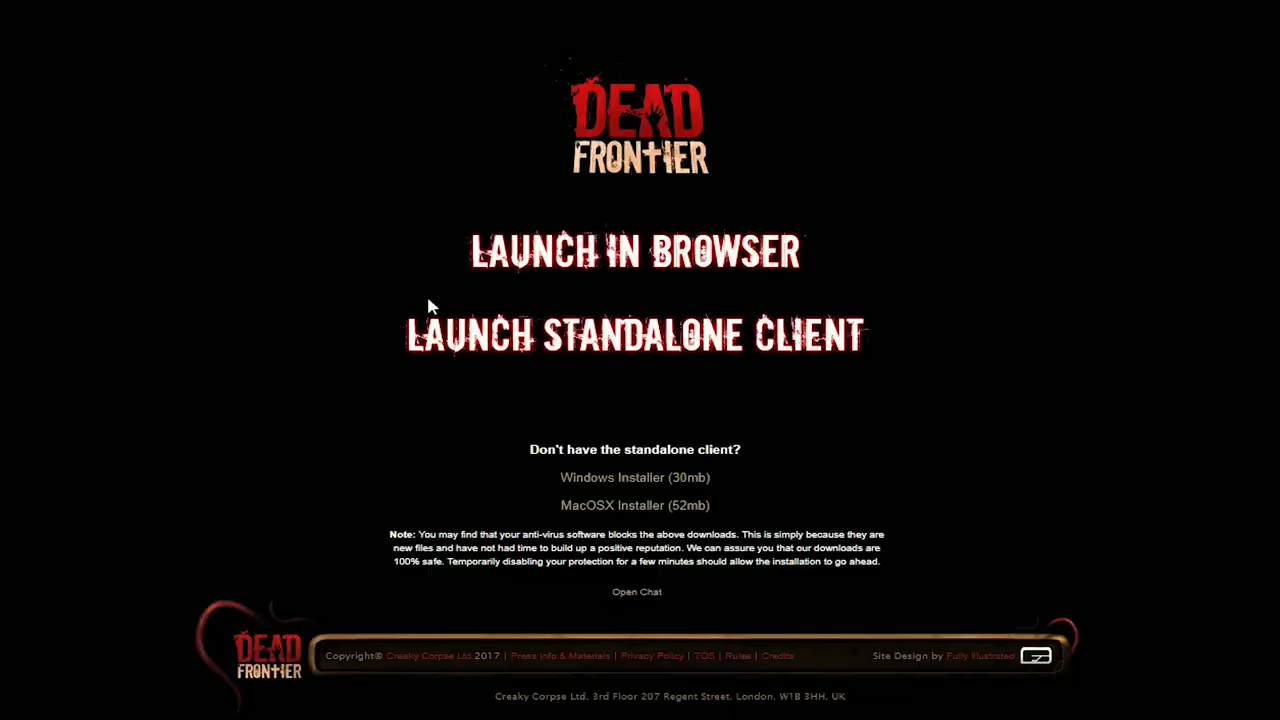 DEAD
FRONTIER
LAUNCH IN BROWSER
LAUNCH STANDALONE CLIENT
Don't have the standalone client?
Windows Installer (30mb)
MacOSX Installer (52mb)
Note: You may find that your anti-virus software blocks the above downloads. This is simply because they are
new files and have not had time to build up a positive reputation. We can assure you that our downloads are
100% safe. Temporarily disabling your protection for a few minutes should allow the installation to go ahead.
Open Chat
DEAD
FRONTIER
Copyright® Creaky Corpse Ltd 2017 | Press Info & Materials | Privacy Policy | TOS | Rules | Credits
Site Design by Fully Illustrated
Creaky Corpse Ltd, 3rd Floor 207 Regent Street, London, W1B 3HH, UK